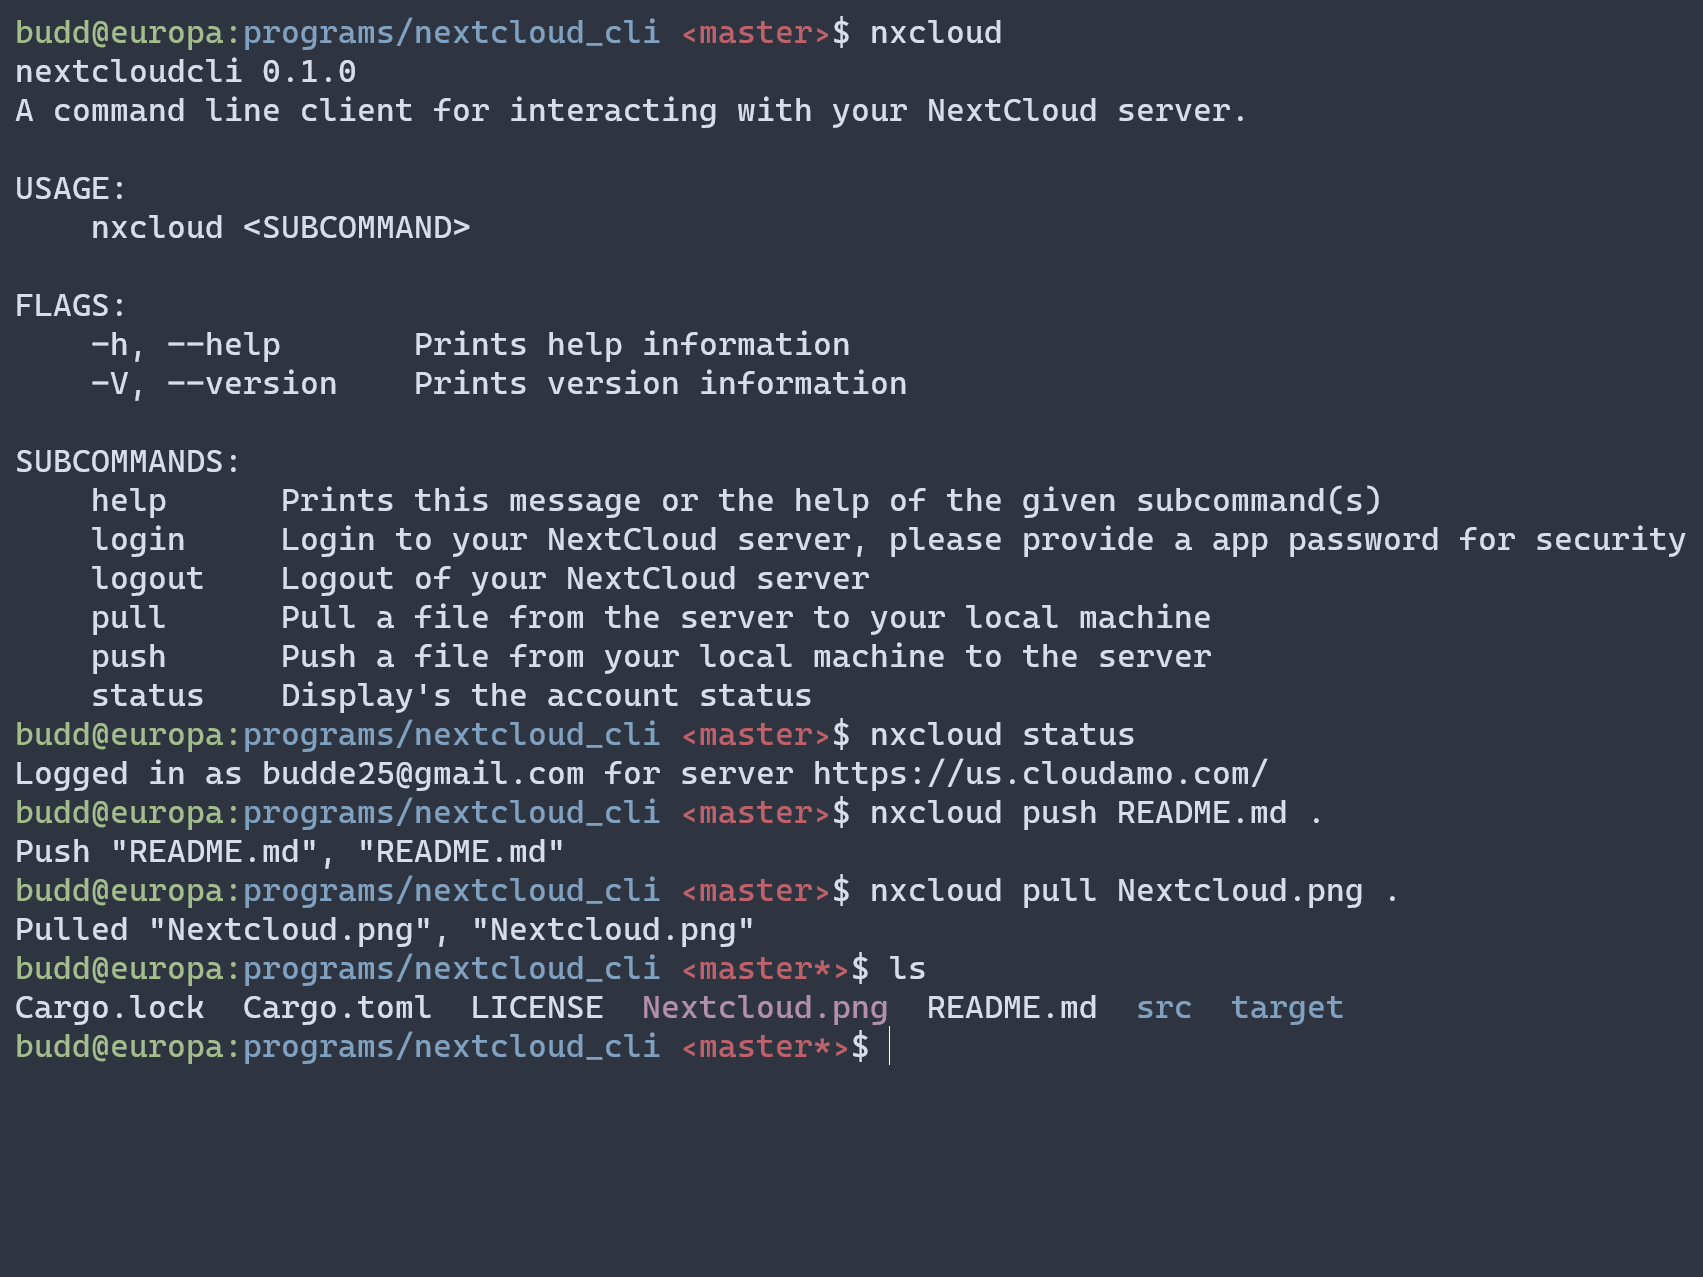 budd@europa:programs/nextcloud_cli <master>$ nxcloud
nextcloudcli 0.1.0
A command line client for interacting with your NextCloud server.

USAGE:
    nxcloud <SUBCOMMAND>

FLAGS:
    -h, --help       Prints help information
    -V, --version    Prints version information

SUBCOMMANDS:
    help      Prints this message or the help of the given subcommand(s)
    login     Login to your NextCloud server, please provide a app password for security
    logout    Logout of your NextCloud server
    pull      Pull a file from the server to your local machine
    push      Push a file from your local machine to the server
    status    Display's the account status
budd@europa:programs/nextcloud_cli <master>$ nxcloud status
Logged in as budde25@gmail.com for server https://us.cloudamo.com/
budd@europa:programs/nextcloud_cli <master>$ nxcloud push README.md .
Push "README.md", "README.md"
budd@europa:programs/nextcloud_cli <master>$ nxcloud pull Nextcloud.png .
Pulled "Nextcloud.png", "Nextcloud.png"
budd@europa:programs/nextcloud_cli <master*>$ ls
Cargo.lock  Cargo.toml  LICENSE  Nextcloud.png  README.md  src  target
budd@europa:programs/nextcloud_cli <master*>$